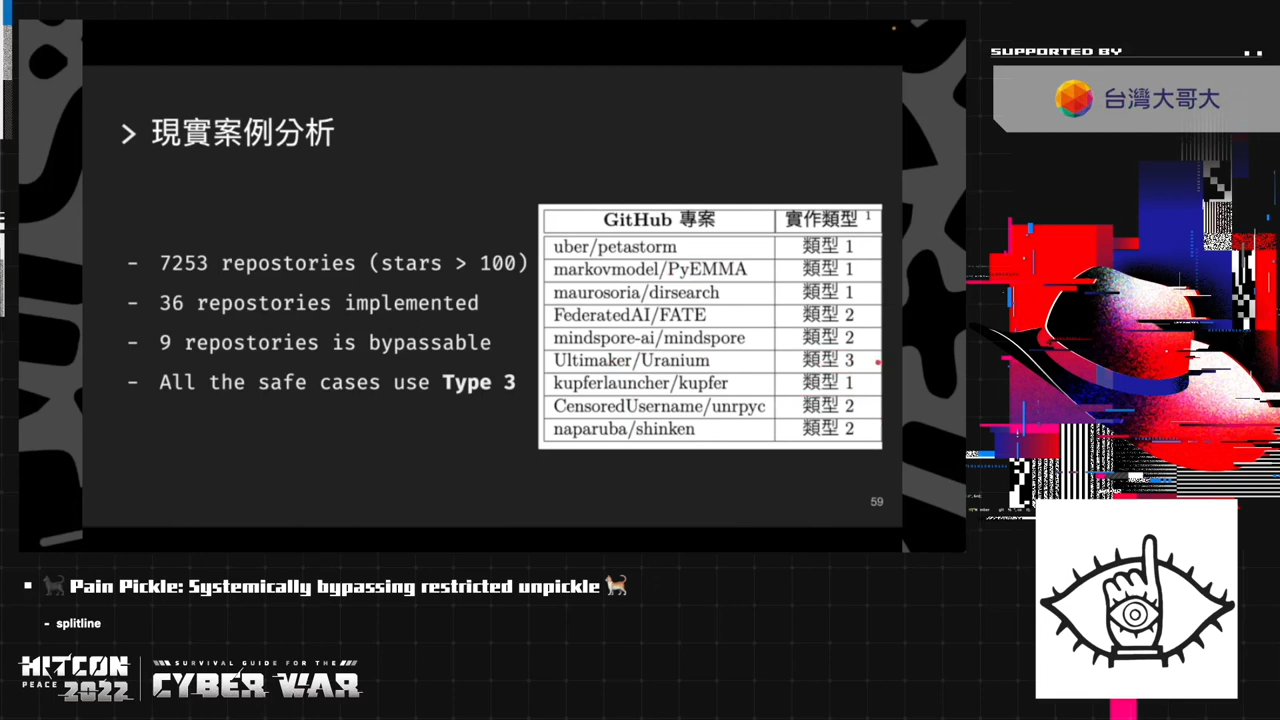 SUPPORTED BY
台灣大哥大
> 現實案例分析
- 7253 repostories (stars > 100)
- 36 repostories implemented
- 9 repostories is bypassable
- All the safe cases use Type 3
GitHub 專案 實作類型 1
uber/petastorm 類型 1
markovmodel/PyEMMA 類型 1
maurosoria/dirsearch 類型 1
FederatedAI/FATE 類型 2
mindspore-ai/mindspore 類型 2
Ultimaker/Uranium 類型 3
kupferlauncher/kupfer 類型 1
CensoredUsername/unrpyc 類型 2
naparuba/shinken 類型 2
59
🐈‍⬛ Pain Pickle: Systemically bypassing restricted unpickle 🐈
- splitline
HITCON
PEACE 2022
SURVIVAL GUIDE FOR THE
CYBER WAR